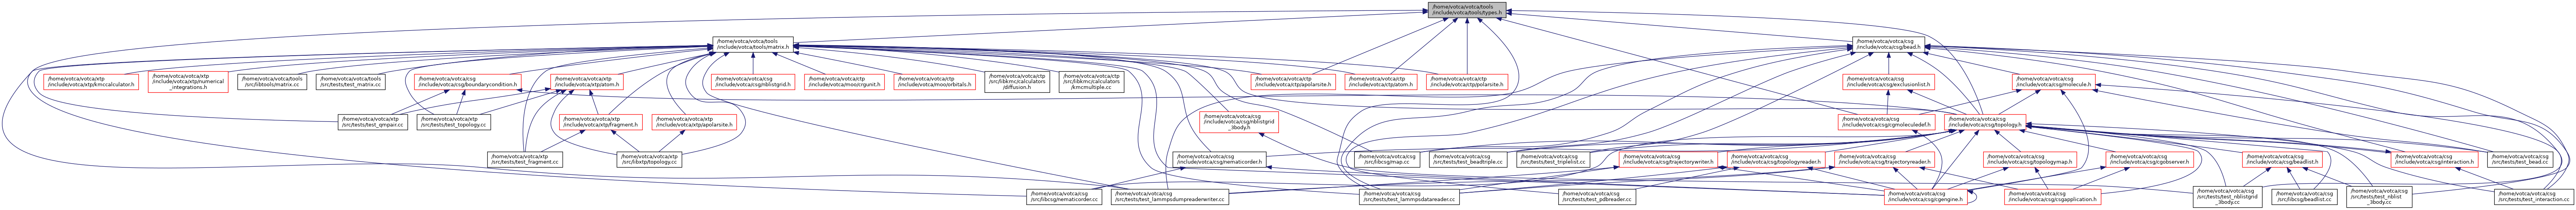 /home/votca/votca/tools
/include/votca/tools/types.h
/home/votca/votca/tools
/include/votca/tools/matrix.h
/home/votca/votca/csg
/include/votca/csg/bead.h
/home/votca/votca/xtp
/include/votca/xtp/kmccalculator.h
/home/votca/votca/xtp
/include/votca/xtp/numerical
_integrations.h
/home/votca/votca/tools
/src/libtools/matrix.cc
/home/votca/votca/tools
/src/tests/test_matrix.cc
/home/votca/votca/csg
/include/votca/csg/boundarycondition.h
/home/votca/votca/xtp
/include/votca/xtp/atom.h
/home/votca/votca/csg
/include/votca/csg/nblistgrid.h
/home/votca/votca/ctp
/include/votca/moo/crgunit.h
/home/votca/votca/ctp
/include/votca/moo/orbitals.h
/home/votca/votca/ctp
/src/libkmc/calculators
/diffusion.h
/home/votca/votca/ctp
/src/libkmc/calculators
/kmcmultiple.cc
/home/votca/votca/ctp
/include/votca/ctp/apolarsite.h
/home/votca/votca/ctp
/include/votca/ctp/atom.h
/home/votca/votca/ctp
/include/votca/ctp/polarsite.h
/home/votca/votca/csg
/include/votca/csg/exclusionlist.h
/home/votca/votca/csg
/include/votca/csg/molecule.h
/home/votca/votca/xtp
/src/tests/test_qmpair.cc
/home/votca/votca/xtp
/src/tests/test_topology.cc
/home/votca/votca/xtp
/include/votca/xtp/fragment.h
/home/votca/votca/xtp
/include/votca/xtp/apolarsite.h
/home/votca/votca/csg
/include/votca/csg/nblistgrid
_3body.h
/home/votca/votca/csg
/include/votca/csg/cgmoleculedef.h
/home/votca/votca/csg
/include/votca/csg/topology.h
/home/votca/votca/xtp
/src/tests/test_fragment.cc
/home/votca/votca/xtp
/src/libxtp/topology.cc
/home/votca/votca/csg
/include/votca/csg/nematicorder.h
/home/votca/votca/csg
/src/libcsg/map.cc
/home/votca/votca/csg
/src/tests/test_beadtriple.cc
/home/votca/votca/csg
/src/tests/test_triplelist.cc
/home/votca/votca/csg
/include/votca/csg/trajectorywriter.h
/home/votca/votca/csg
/include/votca/csg/topologyreader.h
/home/votca/votca/csg
/include/votca/csg/trajectoryreader.h
/home/votca/votca/csg
/include/votca/csg/topologymap.h
/home/votca/votca/csg
/include/votca/csg/cgobserver.h
/home/votca/votca/csg
/include/votca/csg/beadlist.h
/home/votca/votca/csg
/include/votca/csg/interaction.h
/home/votca/votca/csg
/src/tests/test_bead.cc
/home/votca/votca/csg
/src/libcsg/nematicorder.cc
/home/votca/votca/csg
/src/tests/test_lammpsdumpreaderwriter.cc
/home/votca/votca/csg
/src/tests/test_lammpsdatareader.cc
/home/votca/votca/csg
/src/tests/test_pdbreader.cc
/home/votca/votca/csg
/include/votca/csg/cgengine.h
/home/votca/votca/csg
/include/votca/csg/csgapplication.h
/home/votca/votca/csg
/src/tests/test_nblistgrid
_3body.cc
/home/votca/votca/csg
/src/libcsg/beadlist.cc
/home/votca/votca/csg
/src/tests/test_nblist
_3body.cc
/home/votca/votca/csg
/src/tests/test_interaction.cc